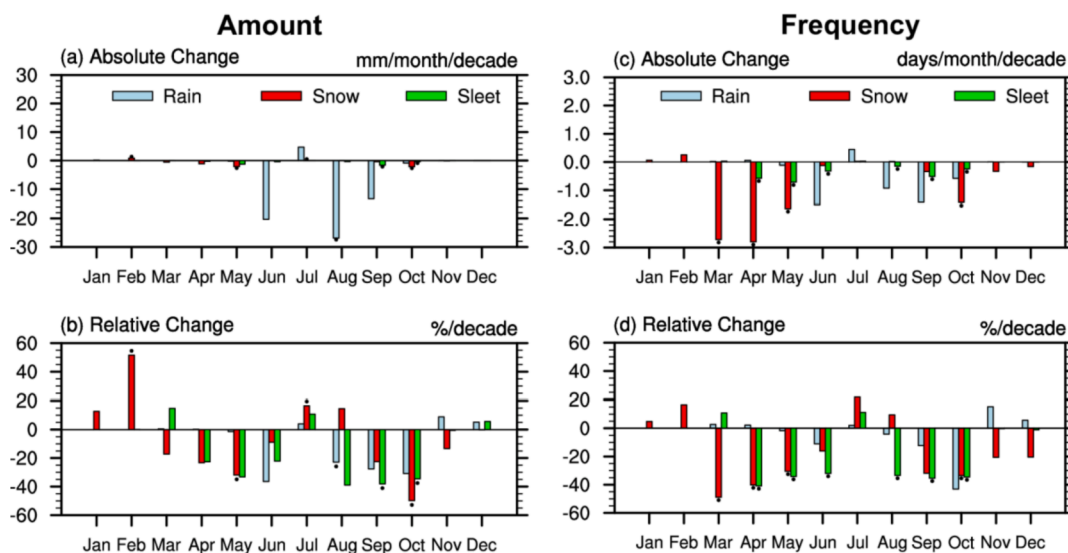 Amount
(a) Absolute Change mm/month/decade
Rain Snow Sleet
30
20
10
0
-10
-20
-30
Jan Feb Mar Apr May Jun Jul Aug Sep Oct Nov Dec
(b) Relative Change %/decade
60
40
20
0
-20
-40
-60
Jan Feb Mar Apr May Jun Jul Aug Sep Oct Nov Dec
Frequency
(c) Absolute Change days/month/decade
Rain Snow Sleet
3.0
2.0
1.0
0.0
-1.0
-2.0
-3.0
Jan Feb Mar Apr May Jun Jul Aug Sep Oct Nov Dec
(d) Relative Change %/decade
60
40
20
0
-20
-40
-60
Jan Feb Mar Apr May Jun Jul Aug Sep Oct Nov Dec